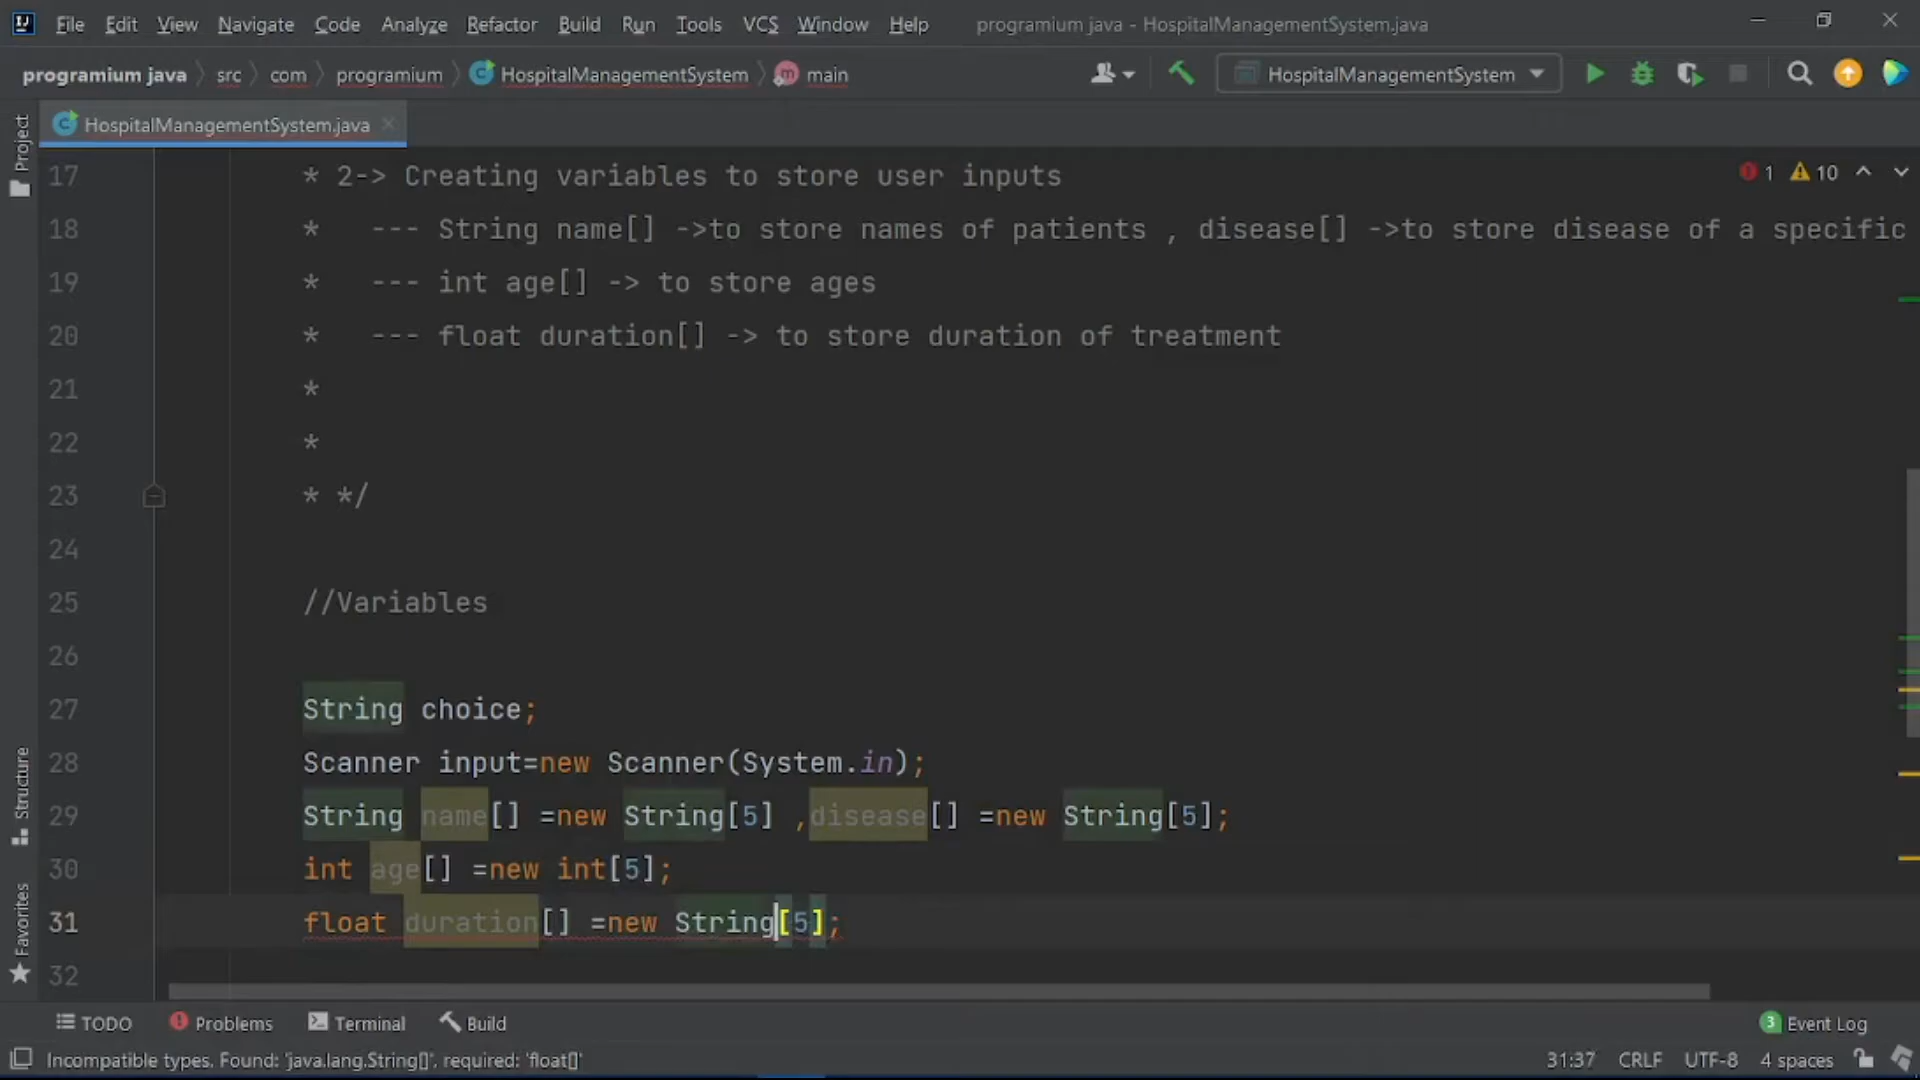 File Edit View Navigate Code Analyze Refactor Build Run Tools VCS Window Help programium java - HospitalManagementSystem.java
programium java src com programium HospitalManagementSystem main HospitalManagementSystem
Project
HospitalManagementSystem.java
17 * 2-> Creating variables to store user inputs
1 10
18 * --- String name[] ->to store names of patients , disease[] ->to store disease of a specific
19 * --- int age[] -> to store ages
20 * --- float duration[] -> to store duration of treatment
21 *
22 *
23 * */
24
25 //Variables
26
27 String choice;
28 Scanner input=new Scanner(System.in);
29 String name[] =new String[5] ,disease[] =new String[5];
30 int age[] =new int[5];
31 float duration[] =new String[5];
32
Structure
Favorites
TODO Problems Terminal Build 3 Event Log
Incompatible types. Found: 'java.lang.String[]', required: 'float[]' 31:37 CRLF UTF-8 4 spaces